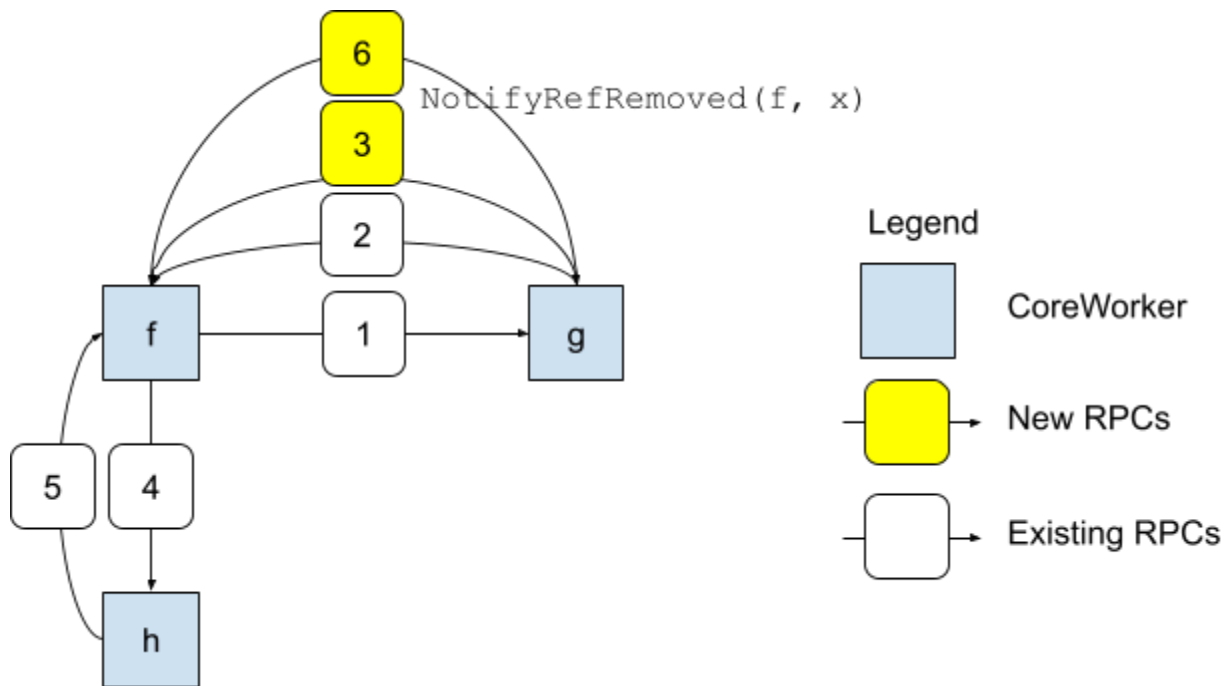 6
NotifyRefRemoved(f, x)
3
2
Legend
f
1
g
CoreWorker
New RPCs
5
4
Existing RPCs
h